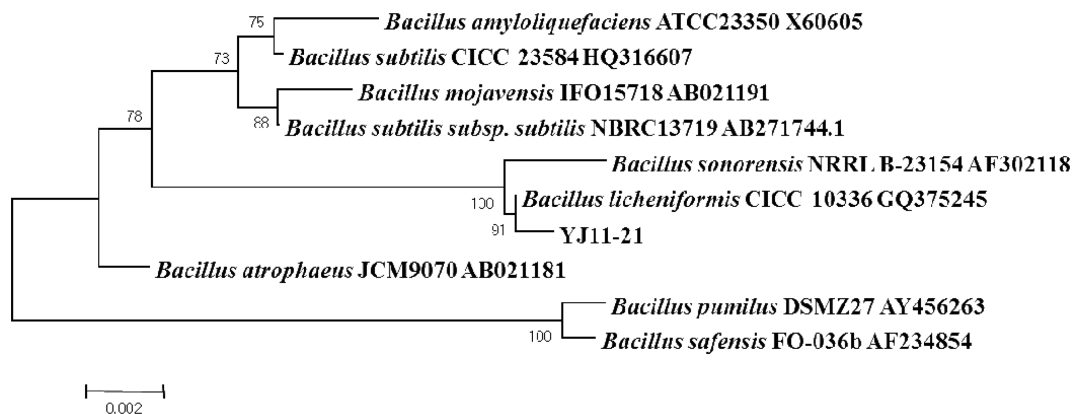 75
Bacillus amyloliquefaciens ATCC23350 X60605
Bacillus subtilis CICC 23584 HQ316607
73
Bacillus mojavensis IFO15718 AB021191
88
Bacillus subtilis subsp. subtilis NBRC13719 AB271744.1
78
Bacillus sonorensis NRRL B-23154 AF302118
100
Bacillus licheniformis CICC 10336 GQ375245
91
YJ11-21
Bacillus atrophaeus JCM9070 AB021181
Bacillus pumilus DSMZ27 AY456263
100
Bacillus safensis FO-036b AF234854
0.002